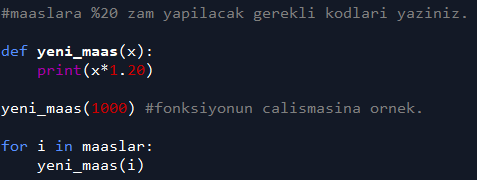 #maaslara %20 zam yapilacak gerekli kodlari yaziniz.
def yeni_maas(x):
    print(x*1.20)
yeni_maas(1000) #fonksiyonun calismasina ornek.
for i in maaslar:
    yeni_maas(i)